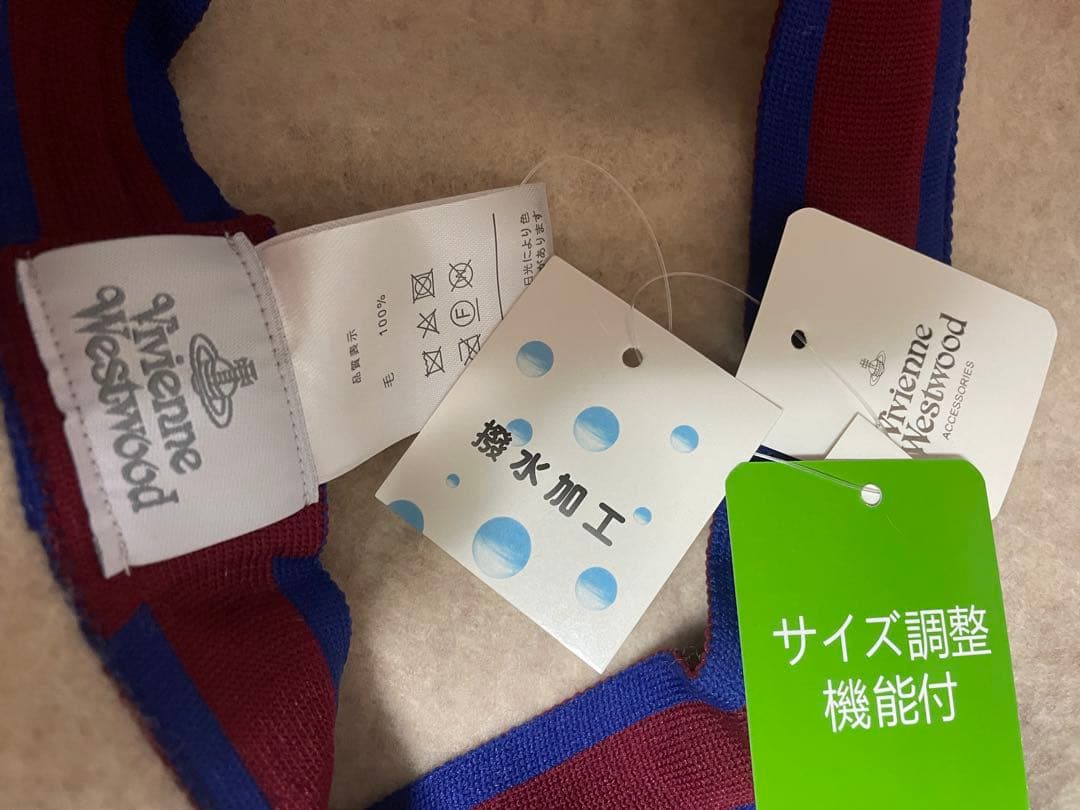 Vivienne
Westwood
品質表示
毛 100%
F
日光により色
があります
撥水加工
Vivienne
Westwood
ACCESSORIES
サイズ調整
機能付